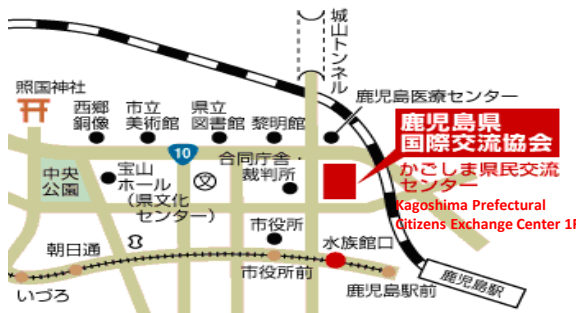 城山トンネル
照国神社
西郷
銅像
市立
美術館
県立
図書館
黎明館
鹿児島医療センター
鹿児島県
国際交流協会
10
合同庁舎・
裁判所
かごしま県民交流
センター
Kagoshima Prefectural
Citizens Exchange Center 1F
中央
公園
宝山
ホール
(県文化
センター)
文
市役所
朝日通
水族館口
いづろ
市役所前
鹿児島駅前
鹿児島駅